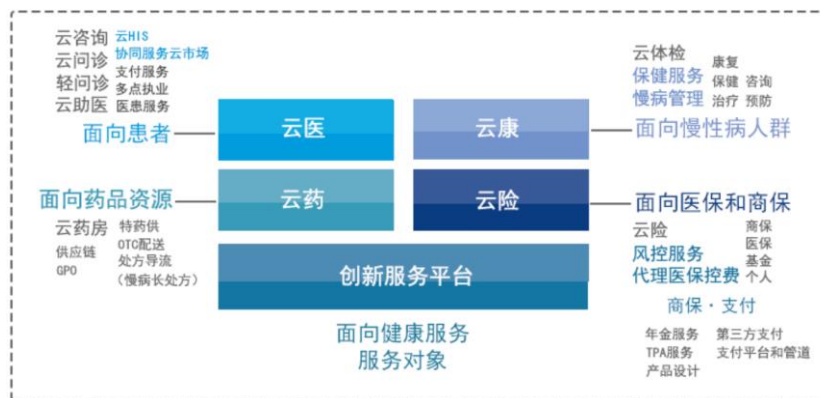 云咨询 云HIS
云问诊 协同服务云市场
支付服务
轻问诊 多点执业
云助医 医患服务
面向患者
云医
云康
云体检 康复
保健服务 保健 咨询
慢病管理 治疗 预防
面向慢性病人群
面向药品资源
云药
云险
面向医保和商保
云药房 特药供
供应链 OTC配送
GPO 处方导流
(慢病长处方)
云险 商保
医保
风控服务 基金
代理医保控费 个人
商保·支付
年金服务 第三方支付
TPA服务 支付平台和管道
产品设计
创新服务平台
面向健康服务
服务对象